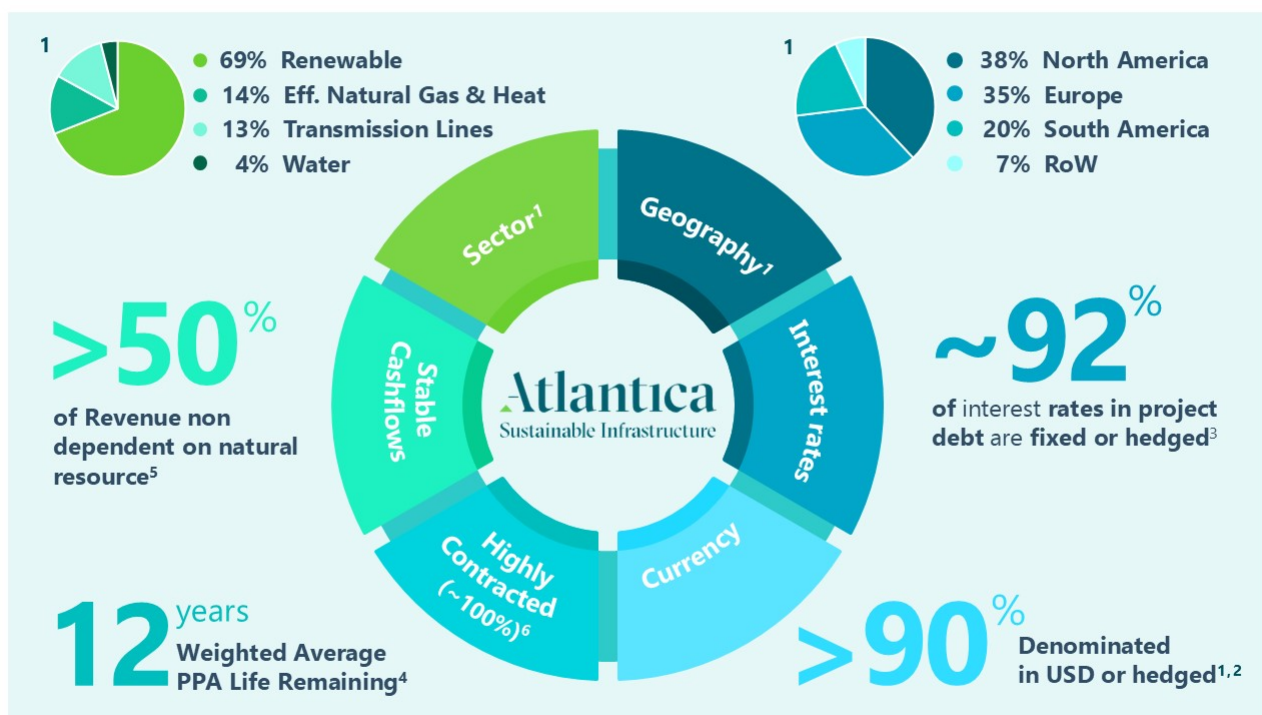 1
69% Renewable
14% Eff. Natural Gas & Heat
13% Transmission Lines
4% Water
1
38% North America
35% Europe
20% South America
7% RoW
Sector1
Geography1
Interest rates
Currency
Highly
Contracted
(~100%)6
Stable
Cashflows
Atlantica
Sustainable Infrastructure
>50%
of Revenue non
dependent on natural
resource5
~92%
of interest rates in project
debt are fixed or hedged3
12 years
Weighted Average
PPA Life Remaining4
>90%
Denominated
in USD or hedged1,2